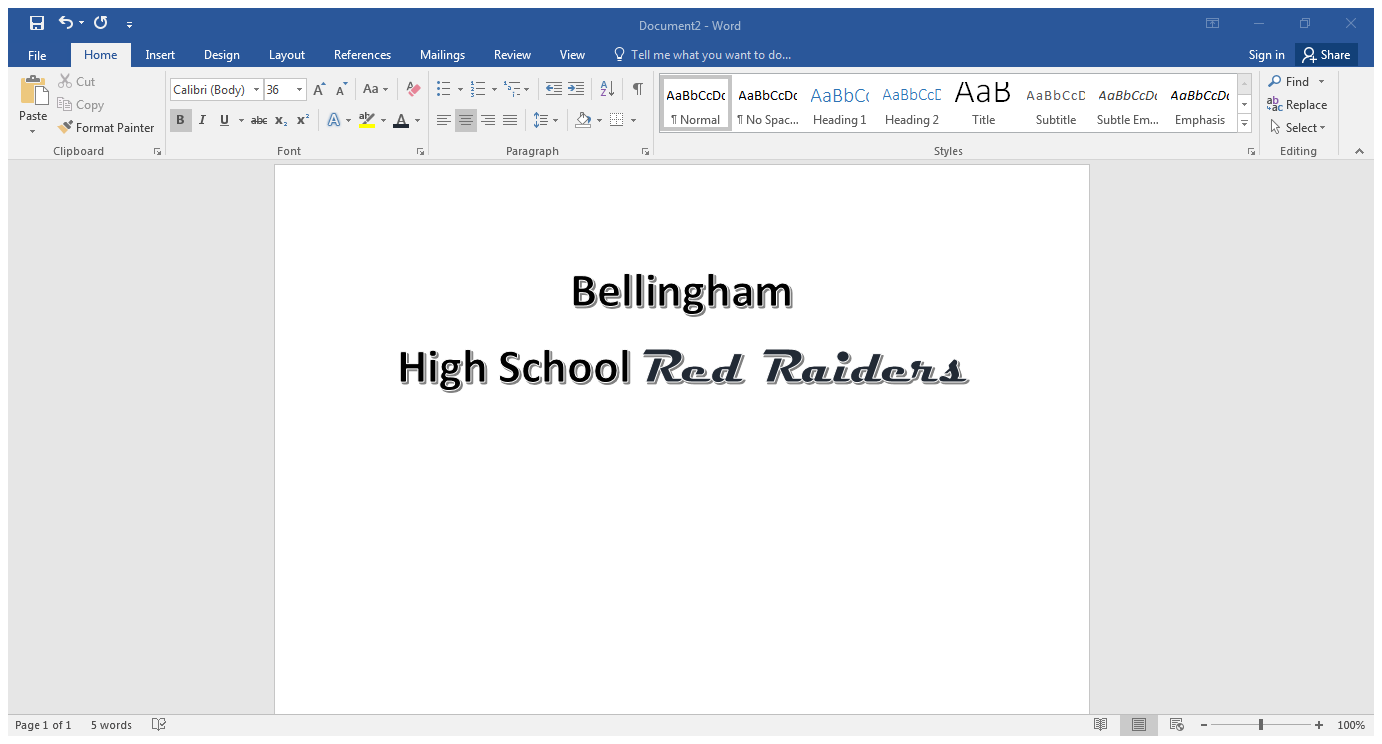 Document2 - Word
File Home Insert Design Layout References Mailings Review View Tell me what you want to do... Sign in Share
Paste Cut Copy Format Painter Clipboard
Calibri (Body) 36 A A Aa A
B I U abc x₂ x² A aby A Font
Paragraph
AaBbCcDc AaBbCcDc AaBbCc AaBbCcD AaB AaBbCcD AaBbCcDc AaBbCcDc
¶ Normal ¶ No Spac... Heading 1 Heading 2 Title Subtitle Subtle Em... Emphasis
Styles
Find
Replace
Select
Editing
Bellingham
High School Red Raiders
Page 1 of 1 5 words 100%